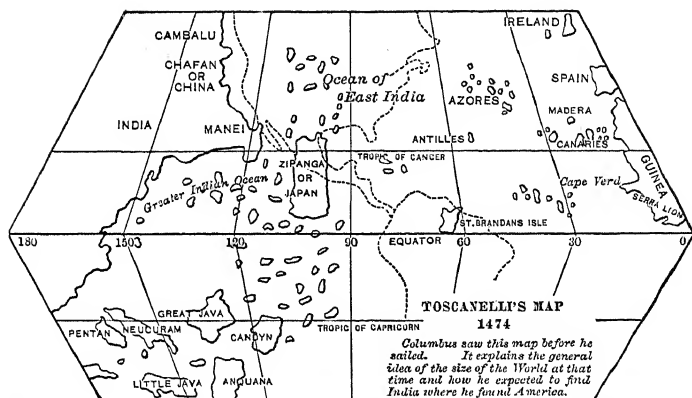 IRELAND
CAMBALU
CHAFAN
OR
CHINA
Ocean of
East India
SPAIN
AZORES
MADERA
INDIA
MANEI
ANTILLES
CANARIES
ZIPANGA
OR
JAPAN
TROPIC OF CANCER
GUINEA
Greater Indian Ocean
Cape Verd
SERRA LION
ST. BRANDANS ISLE
180 150 120 90 60 30 0
EQUATOR
TOSCANELLI'S MAP
1474
GREAT JAVA
PENTAN
NEUCURAM
CANDYN
TROPIC OF CAPRICORN
Columbus saw this map before he
sailed. It explains the general
idea of the size of the World at that
time and how he expected to find
India where he found America.
LITTLE JAVA
ANQUANA